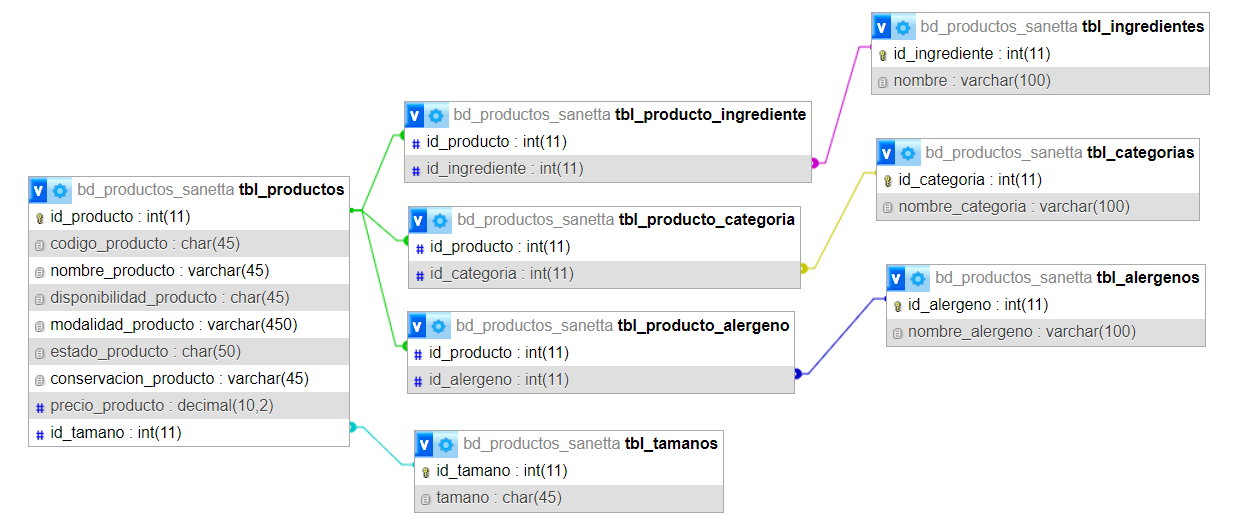 V bd_productos_sanetta tbl_productos
id_producto : int(11)
codigo_producto : char(45)
nombre_producto : varchar(45)
disponibilidad_producto : char(45)
modalidad_producto : varchar(450)
estado_producto : char(50)
conservacion_producto : varchar(45)
# precio_producto : decimal(10,2)
# id_tamano : int(11)
V bd_productos_sanetta tbl_producto_ingrediente
# id_producto : int(11)
# id_ingrediente : int(11)
V bd_productos_sanetta tbl_producto_categoria
# id_producto : int(11)
# id_categoria : int(11)
V bd_productos_sanetta tbl_producto_alergeno
# id_producto : int(11)
# id_alergeno : int(11)
V bd_productos_sanetta tbl_tamanos
id_tamano : int(11)
tamano : char(45)
V bd_productos_sanetta tbl_ingredientes
id_ingrediente : int(11)
nombre : varchar(100)
V bd_productos_sanetta tbl_categorias
id_categoria : int(11)
nombre_categoria : varchar(100)
V bd_productos_sanetta tbl_alergenos
id_alergeno : int(11)
nombre_alergeno : varchar(100)